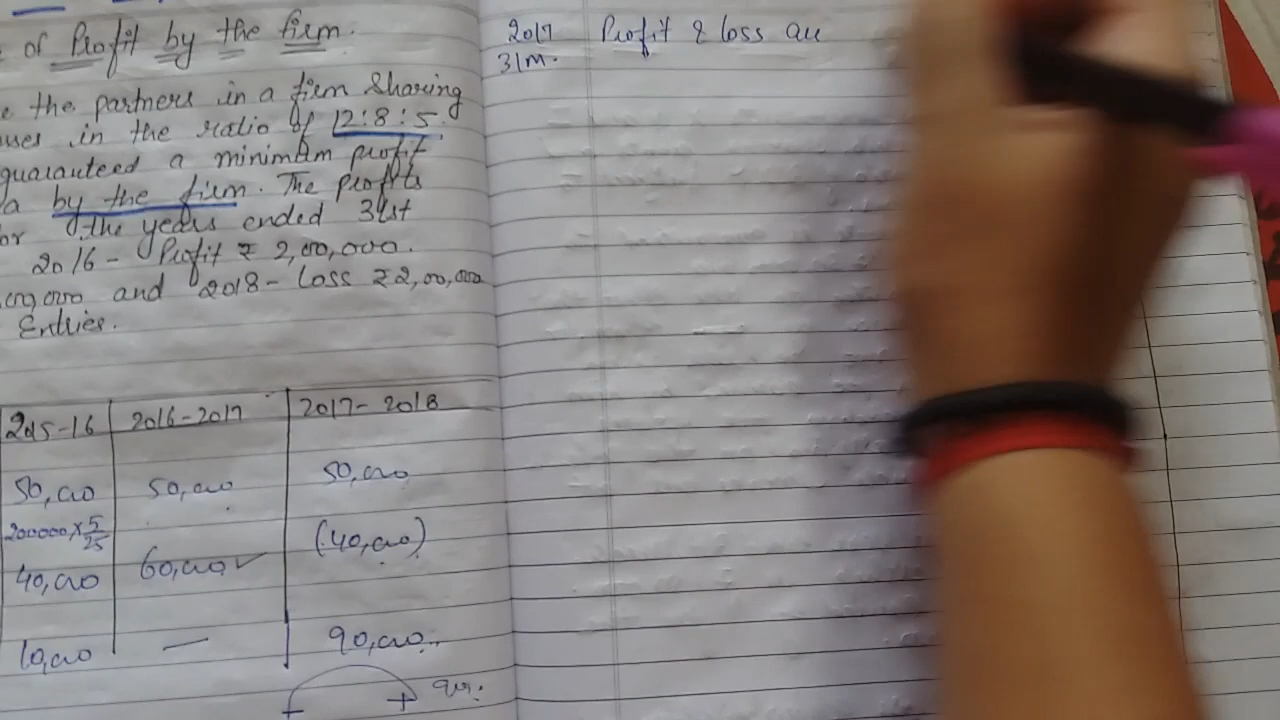 of Profit by the firm.
e the partners in a firm sharing
in the ratio of 12:8:5.
guaranteed a minimum profit
a by the firm. The profits
or the years ended 31st
2016 - Profit ₹ 2,00,000.
and 2018 - loss ₹2,00,000
Entries.
2015-16 2016-2017 2017-2018
50,000 50,000 50,000
200000 x 5/25 (40,000)
40,000 60,000 ✓
10,000 — 90,000
2017 Profit & loss a/c
31M.